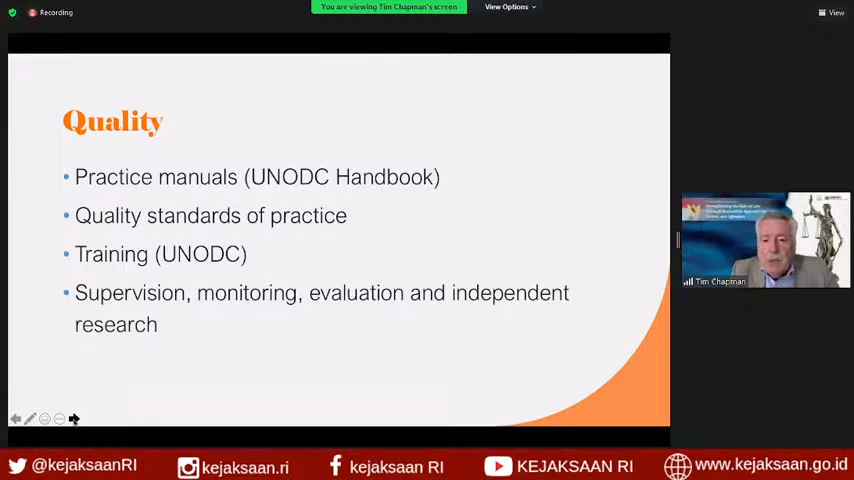 Recording
You are viewing Tim Chapman's screen
View Options
View
Quality
• Practice manuals (UNODC Handbook)
• Quality standards of practice
• Training (UNODC)
• Supervision, monitoring, evaluation and independent
research
Tim Chapman
@kejaksaanRI
kejaksaan.ri
kejaksaan RI
KEJAKSAAN RI
www.kejaksaan.go.id